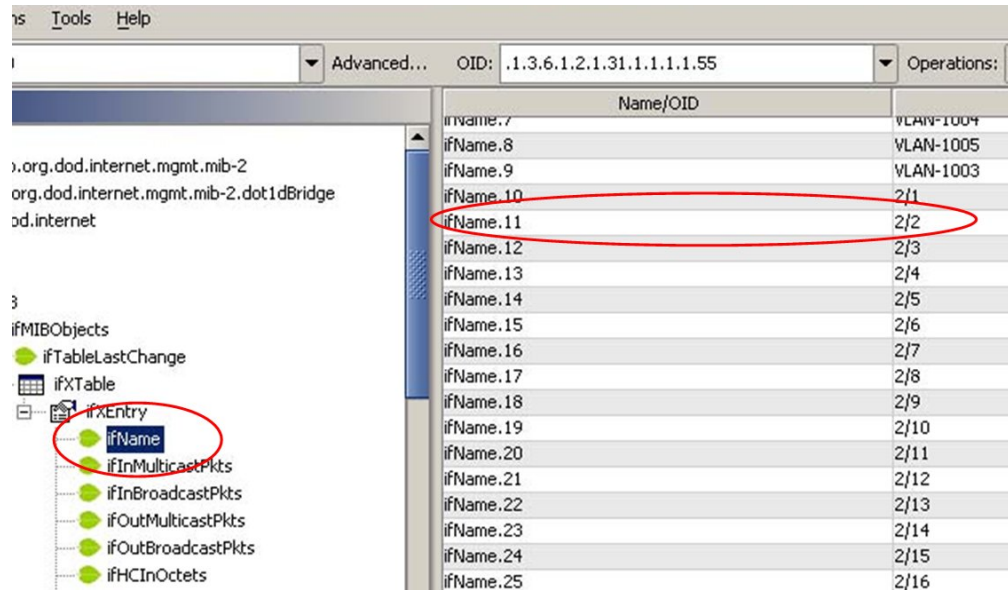 Tools Help
Advanced... OID: .1.3.6.1.2.1.31.1.1.1.1.55 Operations:
Name/OID
ifName.7 VLAN-1004
ifName.8 VLAN-1005
ifName.9 VLAN-1003
ifName.10 2/1
ifName.11 2/2
ifName.12 2/3
ifName.13 2/4
ifName.14 2/5
ifName.15 2/6
ifName.16 2/7
ifName.17 2/8
ifName.18 2/9
ifName.19 2/10
ifName.20 2/11
ifName.21 2/12
ifName.22 2/13
ifName.23 2/14
ifName.24 2/15
ifName.25 2/16
.org.dod.internet.mgmt.mib-2
org.dod.internet.mgmt.mib-2.dot1dBridge
od.internet
ifMIBObjects
ifTableLastChange
ifXTable
ifXEntry
ifName
ifInMulticastPkts
ifInBroadcastPkts
ifOutMulticastPkts
ifOutBroadcastPkts
ifHCInOctets